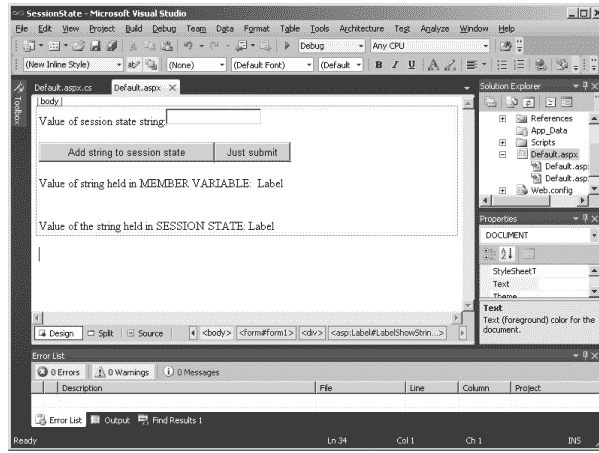 SessionState - Microsoft Visual Studio
File Edit View Project Build Debug Team Data Format Table Tools Architecture Test Analyze Window Help
Debug Any CPU
(New Inline Style) (None) (Default Font) (Default B I U A
Toolbox
Default.aspx.cs Default.aspx
body
Value of session state string:
Add string to session state Just submit
Value of string held in MEMBER VARIABLE: Label
Value of the string held in SESSION STATE: Label
Design Split Source <body> <form#form1> <div> <asp:Label#LabelShowStrin...>
Solution Explorer
References
App_Data
Scripts
Default.aspx
Default.asp:
Default.asp:
Web.config
Properties
DOCUMENT
StyleSheetT
Text
Theme
Text
Text (foreground) color for the
document.
Error List
0 Errors 0 Warnings 0 Messages
Description File Line Column Project
Error List Output Find Results 1
Ready Ln 34 Col 1 Ch 1 INS